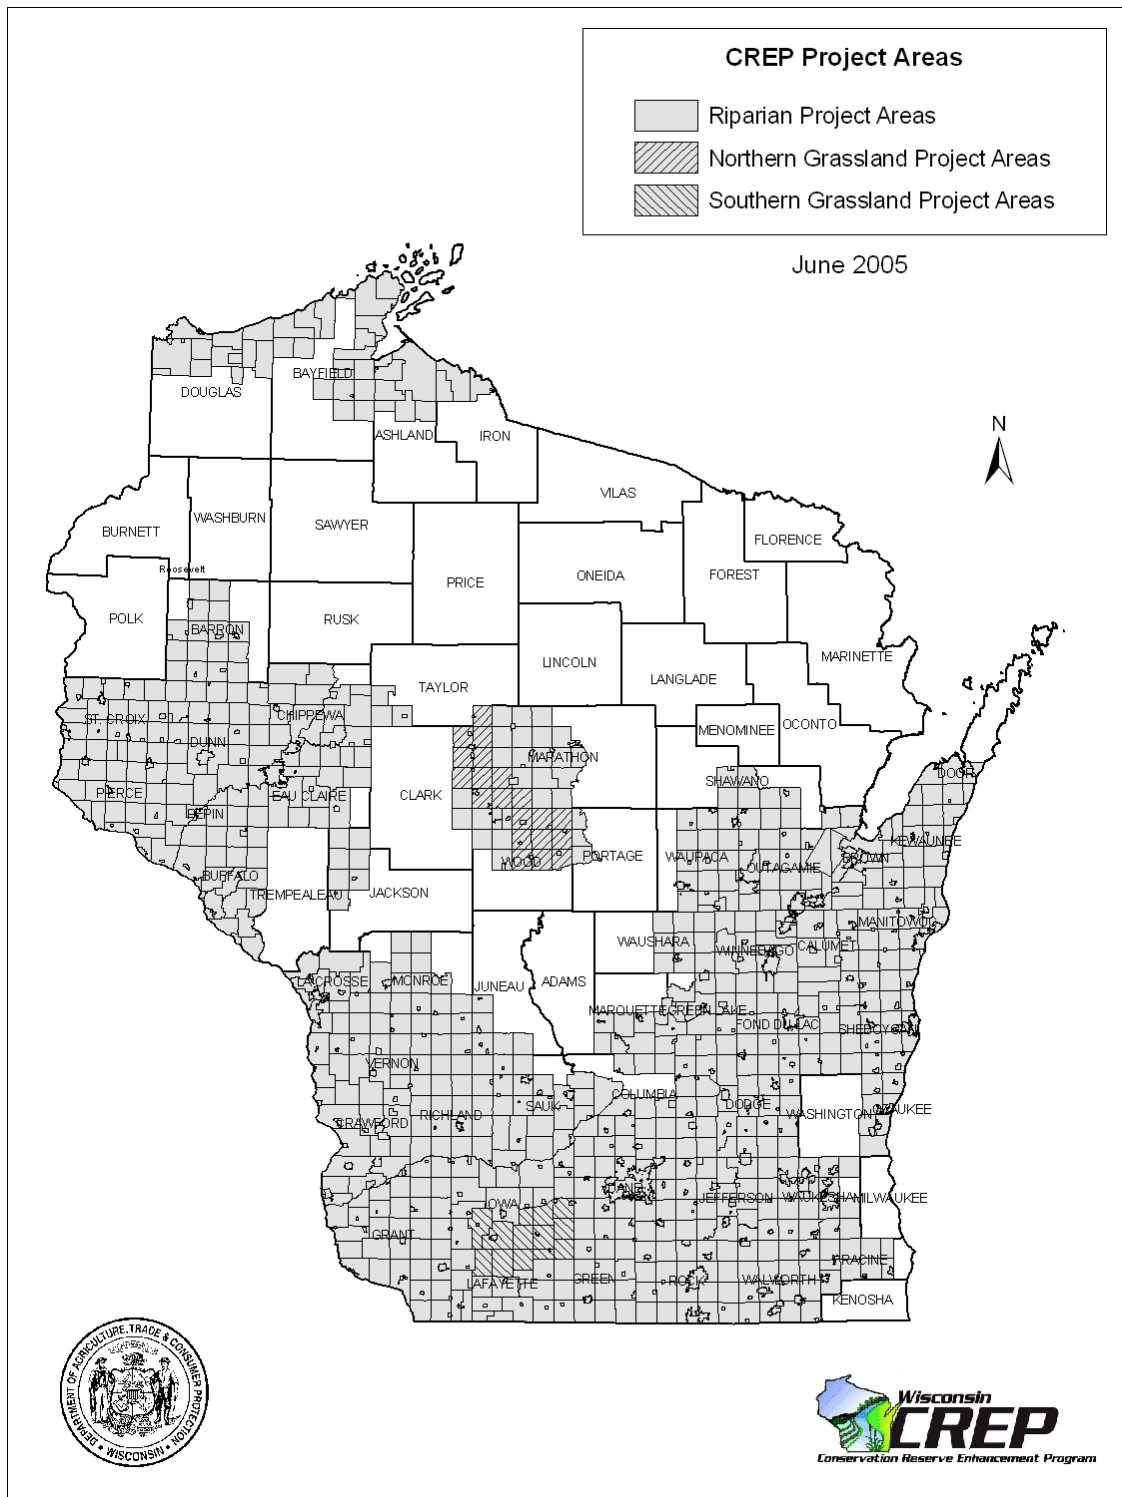 CREP Project Areas
Riparian Project Areas
Northern Grassland Project Areas
Southern Grassland Project Areas
June 2005
N
BAYFIELD
DOUGLAS
ASHLAND
IRON
VILAS
WASHBURN
SAWYER
BURNETT
FLORENCE
Roosevelt
PRICE
ONEIDA
FOREST
POLK
RUSK
BARRON
MARINETTE
LINCOLN
LANGLADE
TAYLOR
ST. CROIX
CHIPPEWA
OCONTO
MENOMINEE
DUNN
MARATHON
DOOR
SHAWANO
PIERCE
EAU CLAIRE
CLARK
PEPIN
KEWAUNEE
WOOD
PORTAGE
WAUPACA
BROWN
OUTAGAMIE
BUFFALO
TREMPEALEAU
JACKSON
MANITOWOC
WAUSHARA
WINNEBAGO
CALUMET
LA CROSSE
MONROE
JUNEAU
ADAMS
MARQUETTE
GREEN LAKE
FOND DU LAC
SHEBOYGAN
VERNON
COLUMBIA
SAUK
DODGE
OZAUKEE
RICHLAND
WASHINGTON
CRAWFORD
DANE
JEFFERSON
WAUKESHA
MILWAUKEE
IOWA
GRANT
RACINE
LAFAYETTE
GREEN
ROCK
WALWORTH
KENOSHA
DEPARTMENT OF AGRICULTURE, TRADE & CONSUMER PROTECTION
WISCONSIN
Wisconsin
CREP
Conservation Reserve Enhancement Program